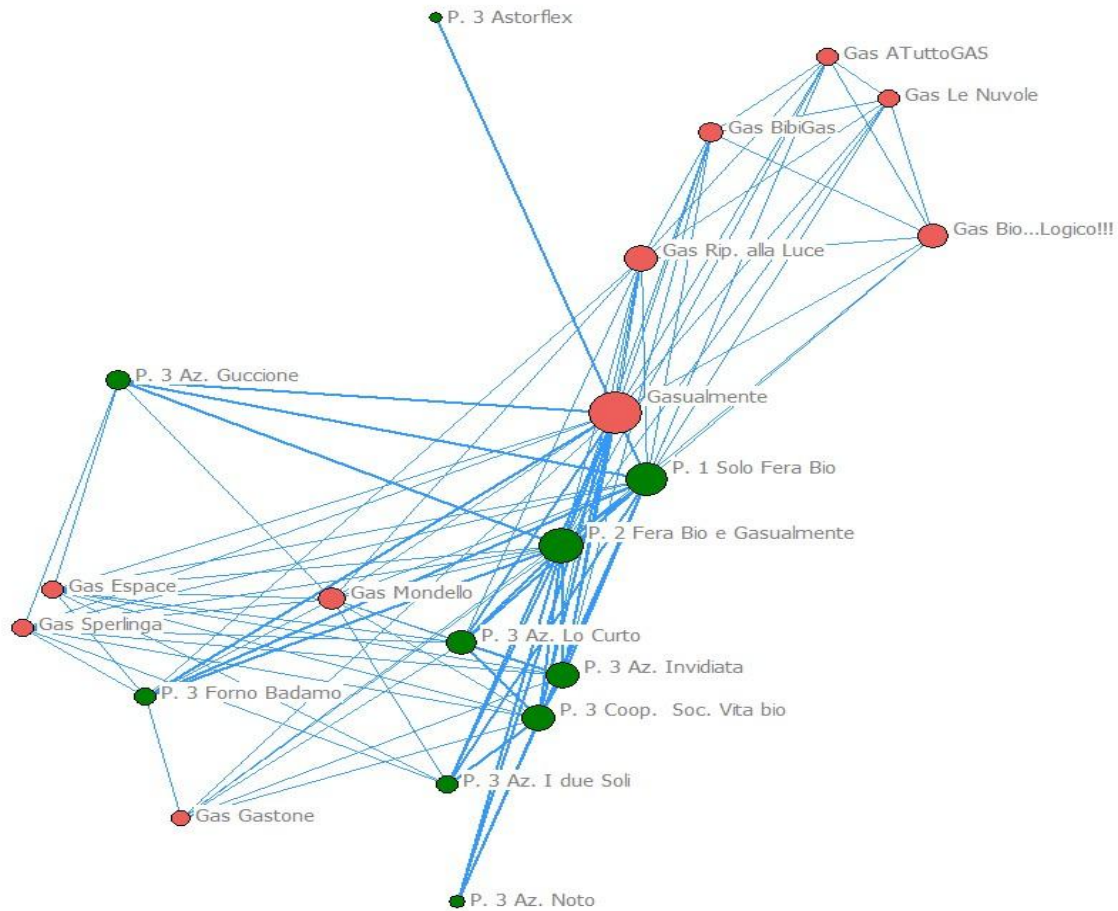 P. 3 Astorflex
Gas ATuttoGAS
Gas Le Nuvole
Gas BibiGas
Gas Bio...Logico!!!
Gas Rip. alla Luce
P. 3 Az. Guccione
Gasualmente
P. 1 Solo Fera Bio
P. 2 Fera Bio e Gasualmente
Gas Espace
Gas Mondello
Gas Sperlinga
P. 3 Az. Lo Curto
P. 3 Az. Invidiata
P. 3 Forno Badamo
P. 3 Coop. Soc. Vita bio
P. 3 Az. I due Soli
Gas Gastone
P. 3 Az. Noto